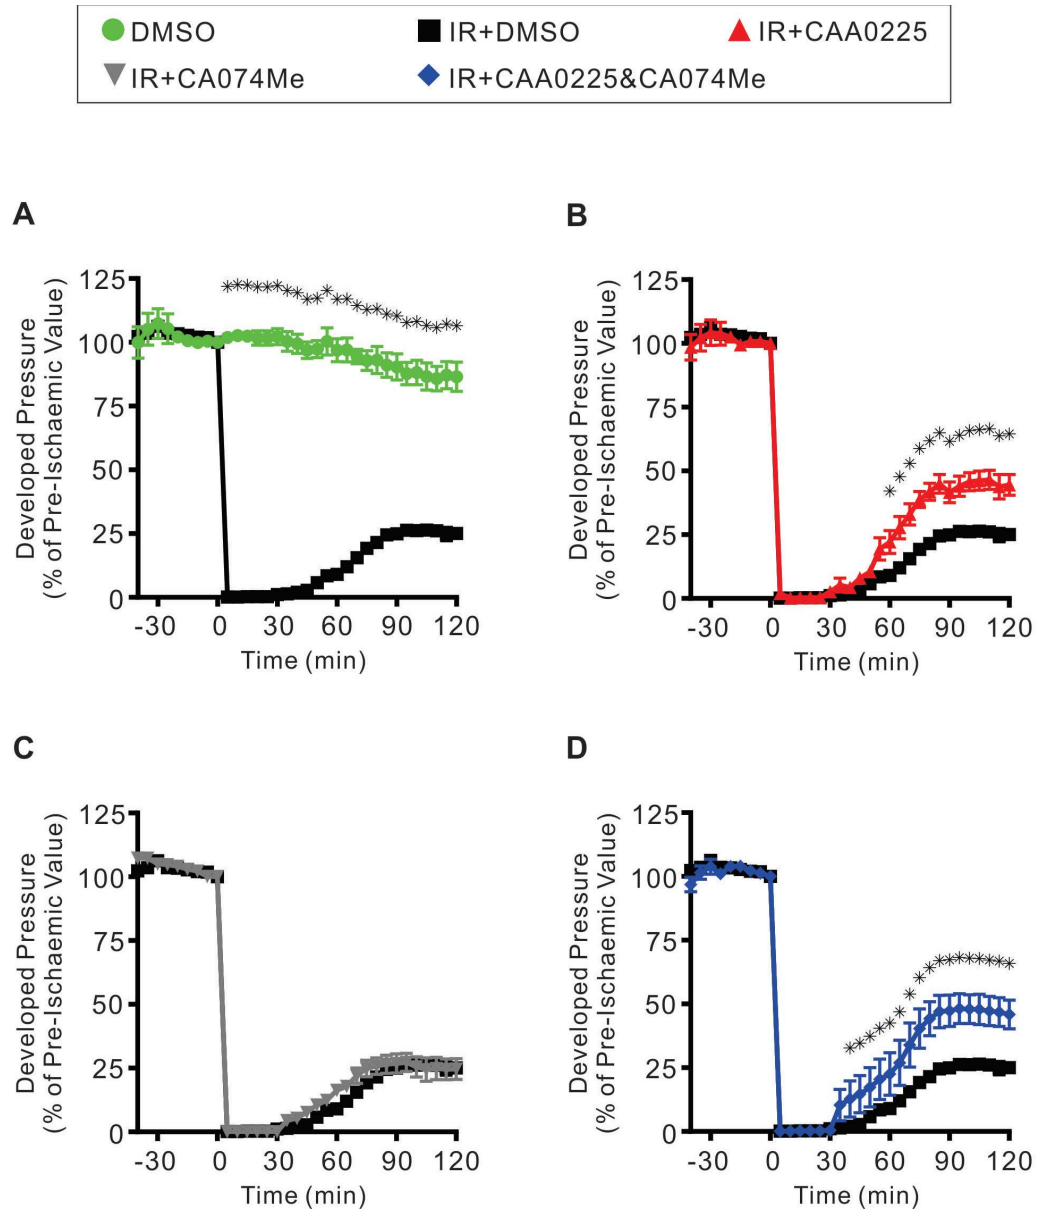 DMSO IR+DMSO IR+CAA0225
IR+CA074Me IR+CAA0225&CA074Me
A
Developed Pressure
(% of Pre-Ischaemic Value)
125
100
75
50
25
0
-30 0 30 60 90 120
Time (min)
B
Developed Pressure
(% of Pre-Ischaemic Value)
125
100
75
50
25
0
-30 0 30 60 90 120
Time (min)
C
Developed Pressure
(% of Pre-Ischaemic Value)
125
100
75
50
25
0
-30 0 30 60 90 120
Time (min)
D
Developed Pressure
(% of Pre-Ischaemic Value)
125
100
75
50
25
0
-30 0 30 60 90 120
Time (min)